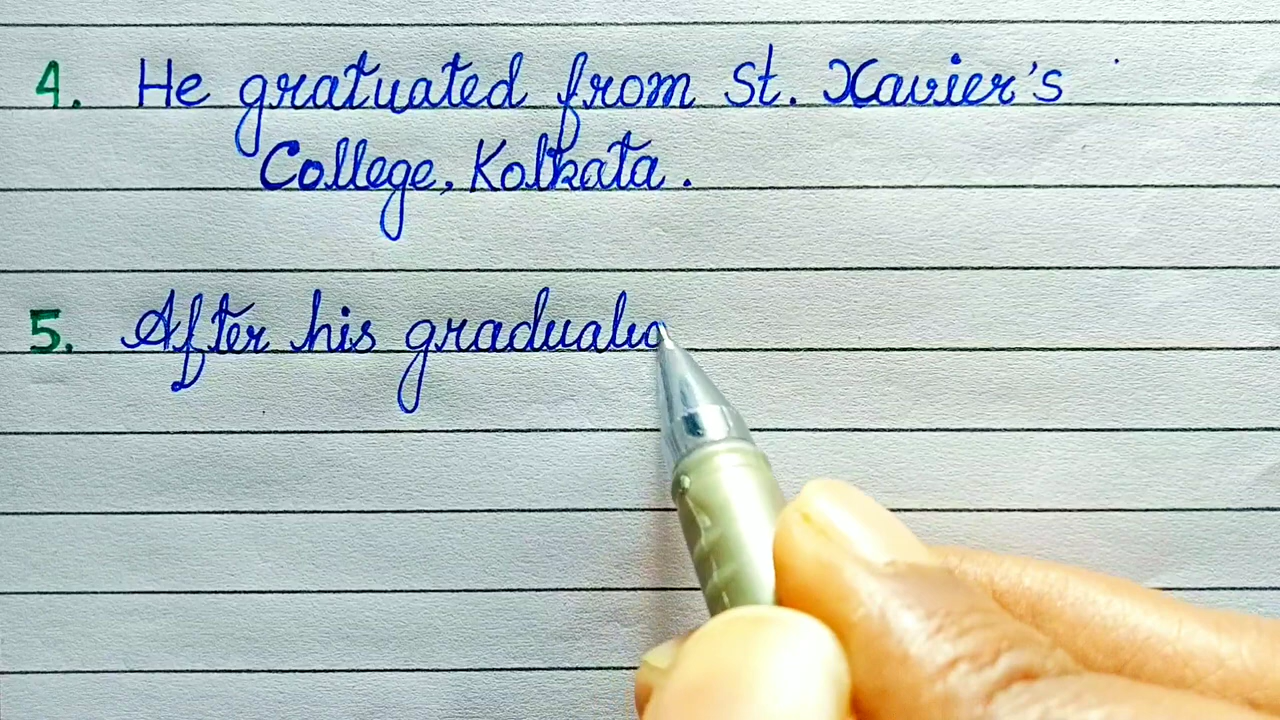 4. He gratuated from St. Xavier's
College, Kolkata.
5. After his graduatio